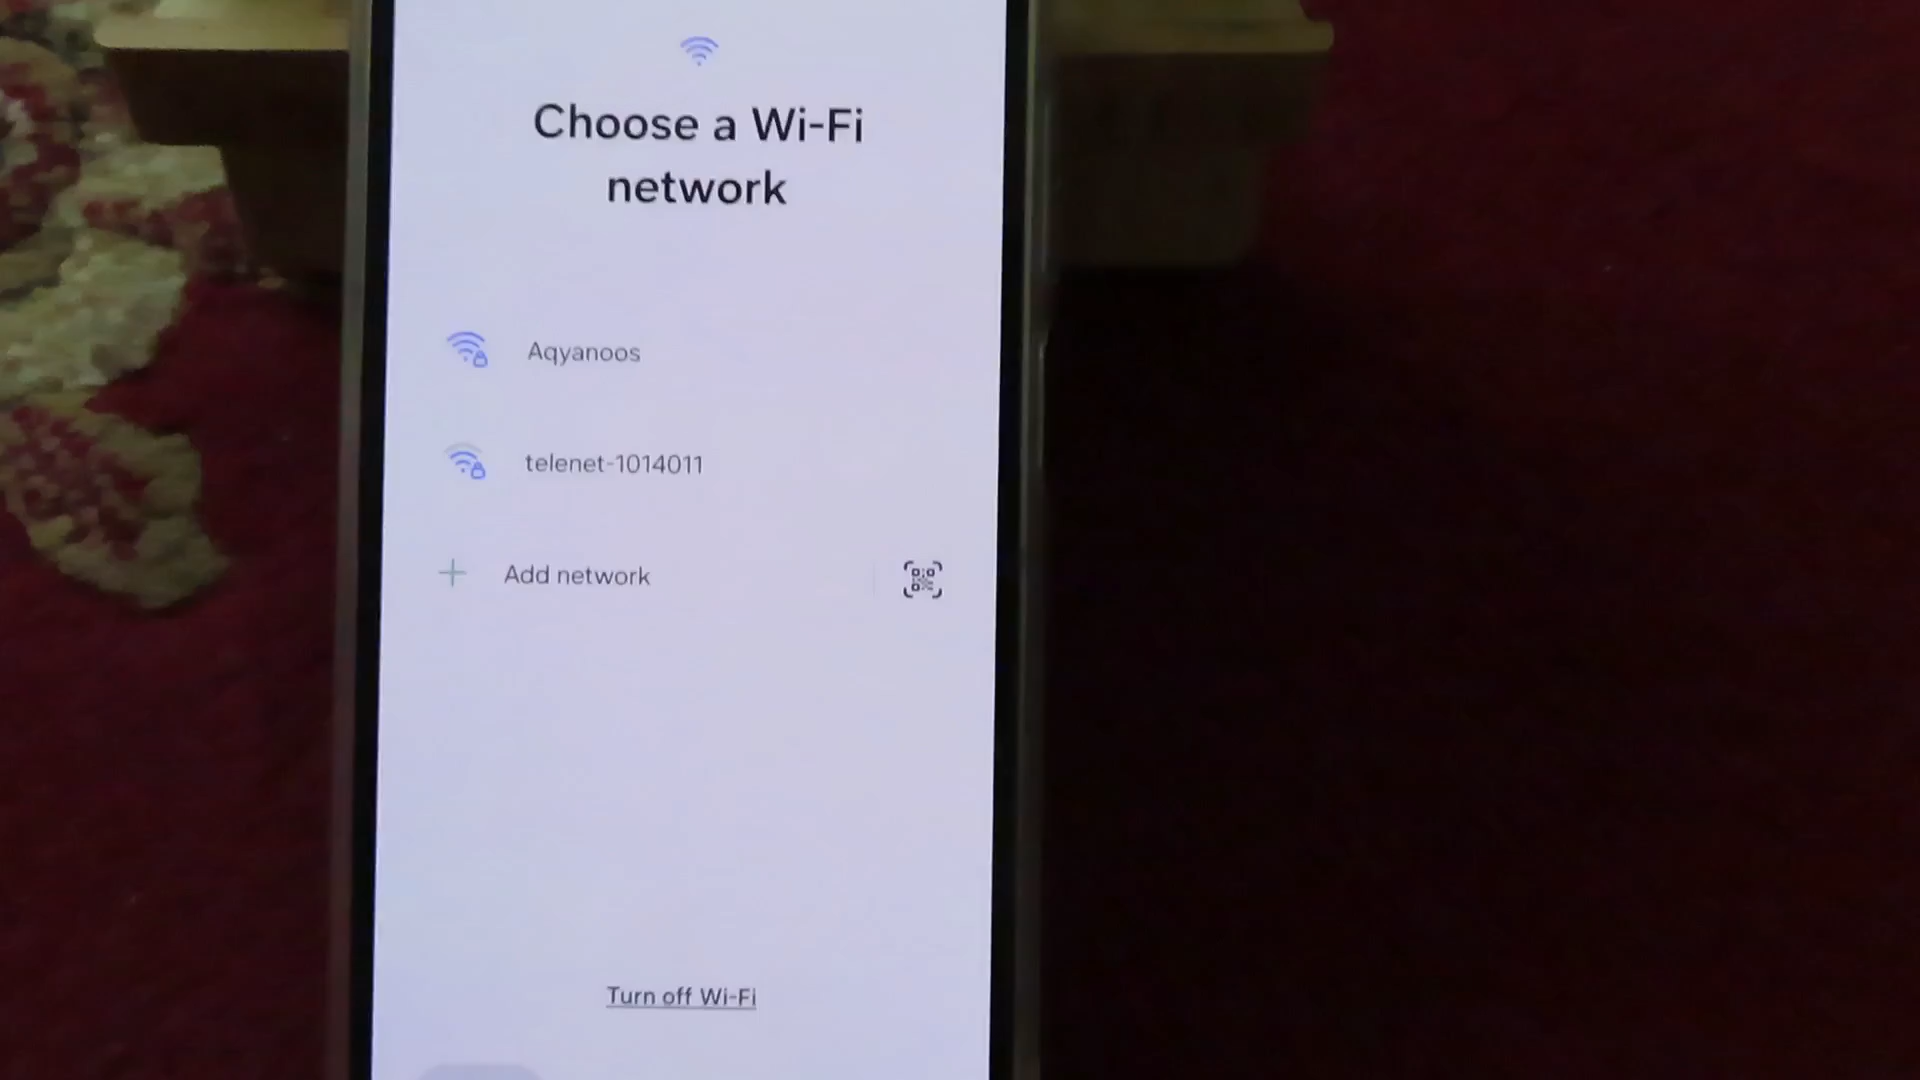 Choose a Wi-Fi
network
Aqyanoos
telenet-1014011
Add network
Turn off Wi-Fi